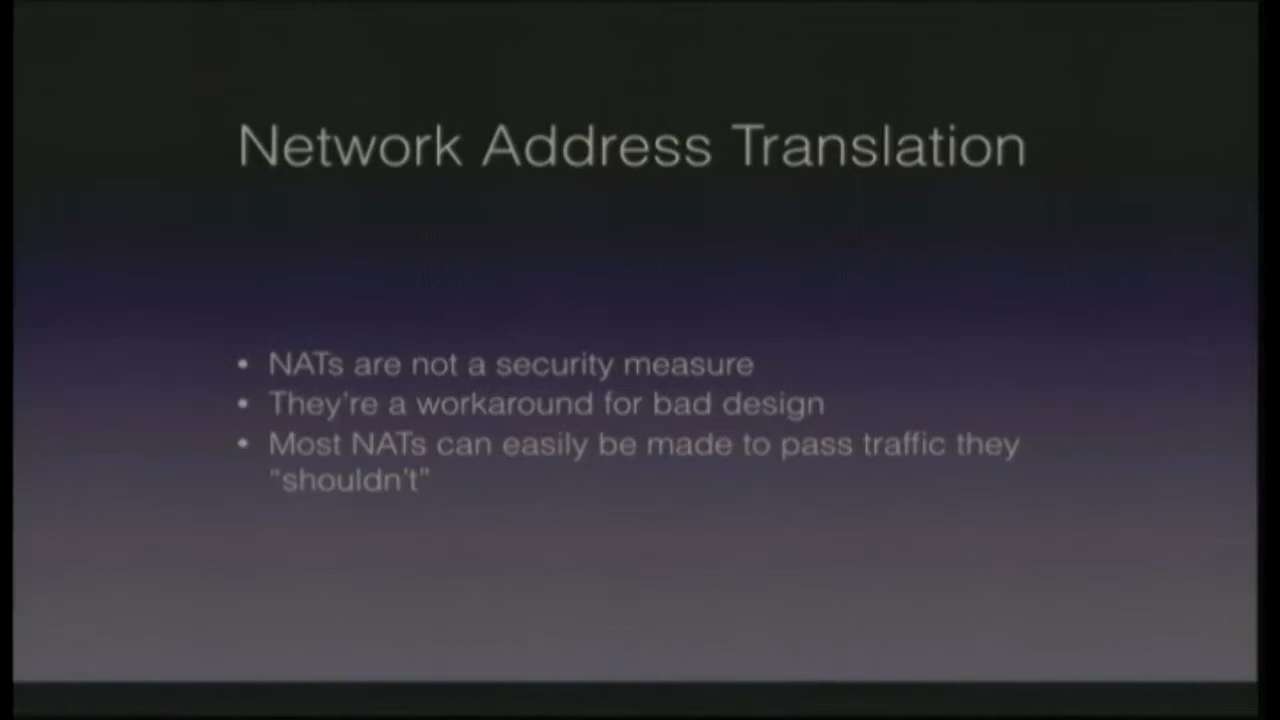 Network Address Translation
• NATs are not a security measure
• They're a workaround for bad design
• Most NATs can easily be made to pass traffic they
“shouldn't”